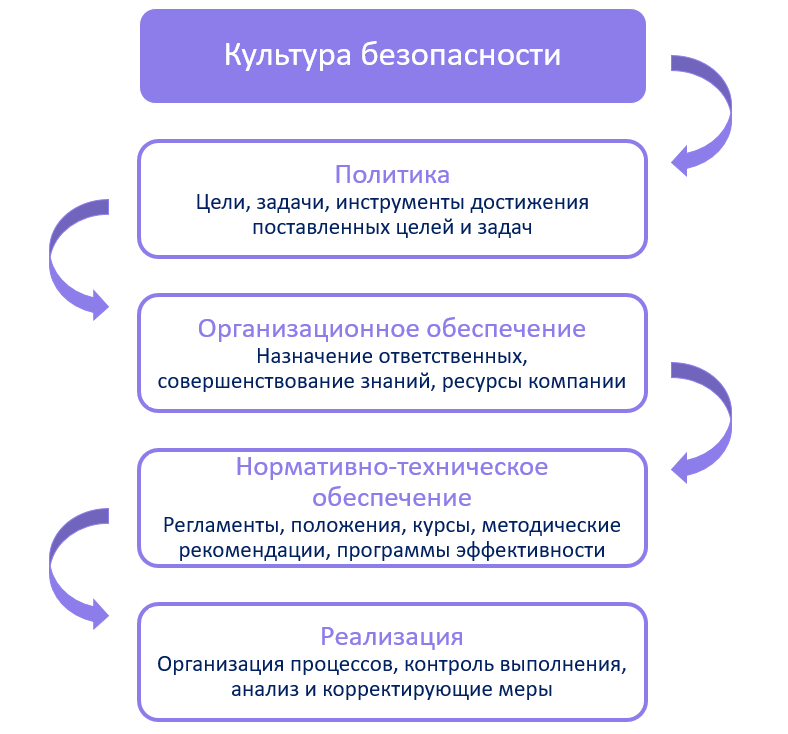 Культура безопасности
Политика
Цели, задачи, инструменты достижения
поставленных целей и задач
Организационное обеспечение
Назначение ответственных,
совершенствование знаний, ресурсы компании
Нормативно-техническое
обеспечение
Регламенты, положения, курсы, методические
рекомендации, программы эффективности
Реализация
Организация процессов, контроль выполнения,
анализ и корректирующие меры